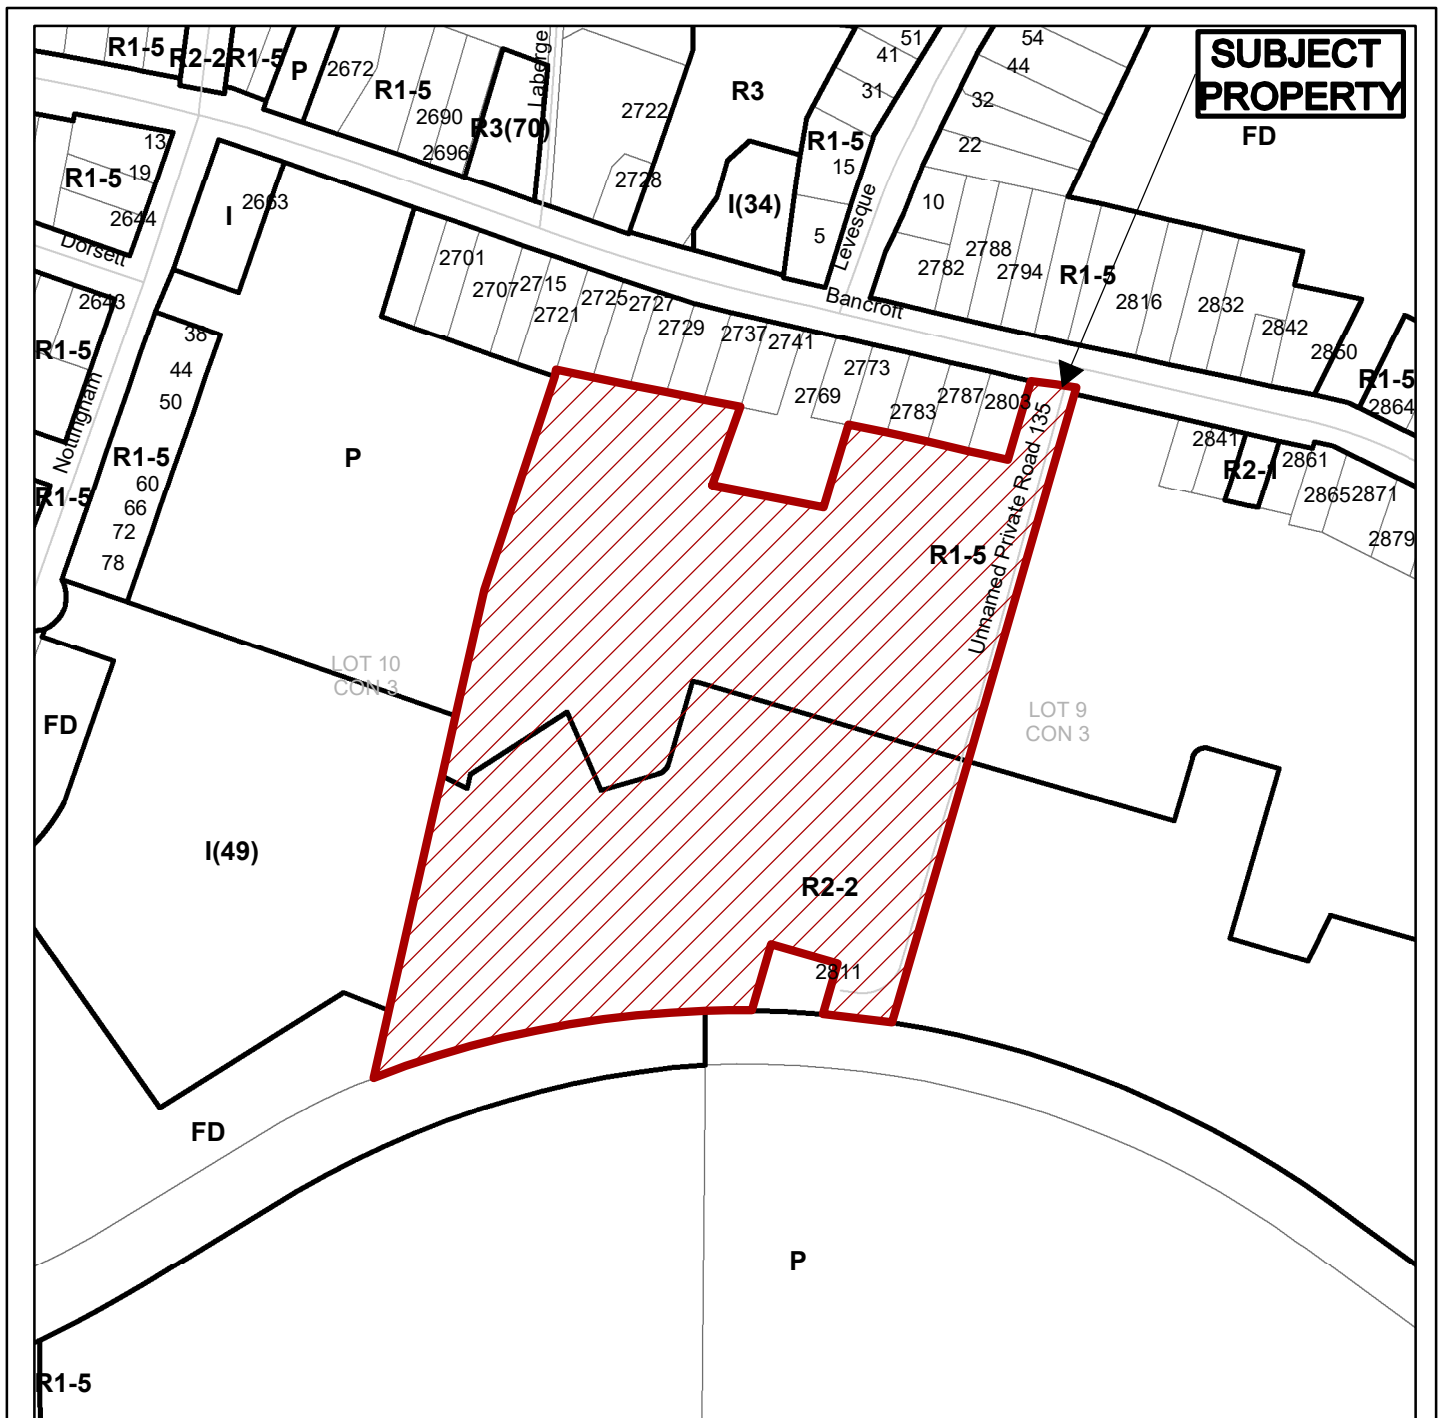 SUBJECT
PROPERTY
R1-5
R2-2
R1-5
P
2672
R1-5
2690
2696
R3(70)
Laberge
2722
2728
R3
I(34)
51
41
31
R1-5
15
5
Levesque
54
44
32
22
10
FD
13
19
R1-5
2644
Dorsett
I
2663
2701
2707
2715
2721
2725
2727
2729
2737
2741
2769
2773
2783
2787
2803
Bancroft
2782
2788
2794
R1-5
2816
2832
2842
2850
R1-5
2864
2643
R1-5
Nottingham
38
44
50
R1-5
60
66
72
78
R1-5
P
2841
R2-1
2861
2865
2871
2879
Unnamed Private Road 135
R1-5
LOT 10
CON 3
LOT 9
CON 3
FD
I(49)
R2-2
2811
FD
P
R1-5